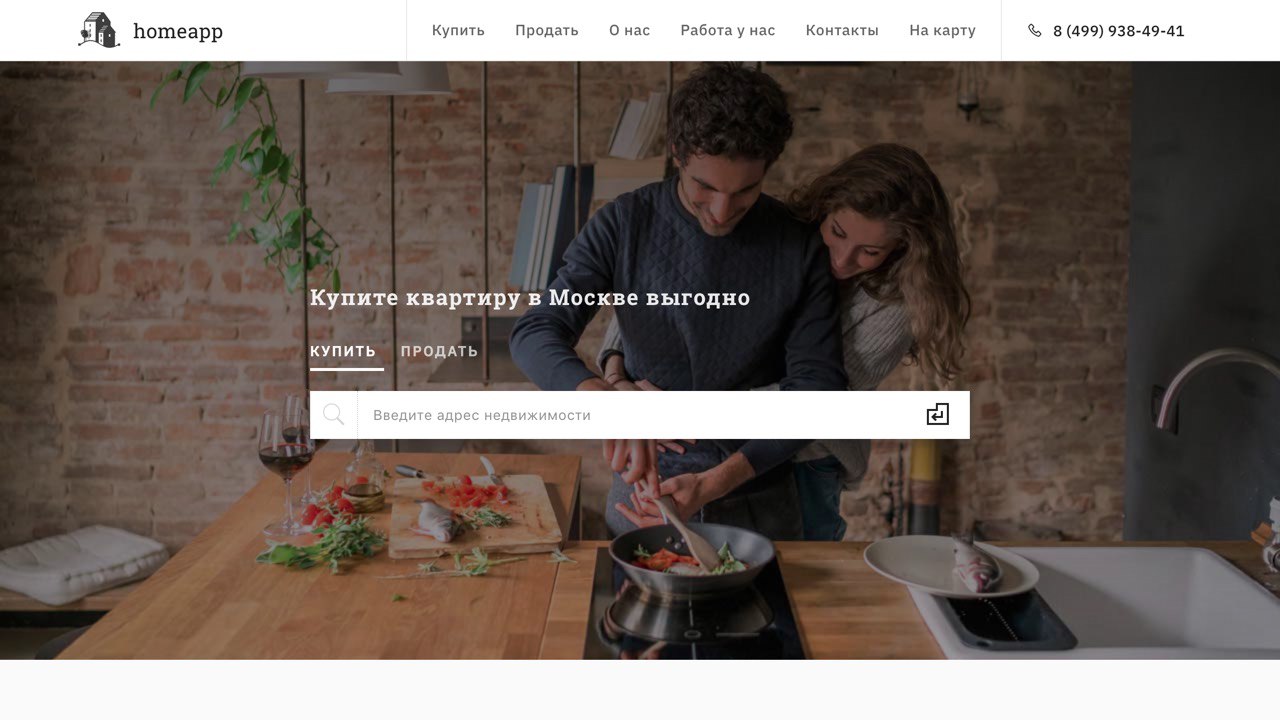 homeapp
Купить
Продать
О нас
Работа у нас
Контакты
На карту
8 (499) 938-49-41
Купите квартиру в Москве выгодно
КУПИТЬ
ПРОДАТЬ
Введите адрес недвижимости